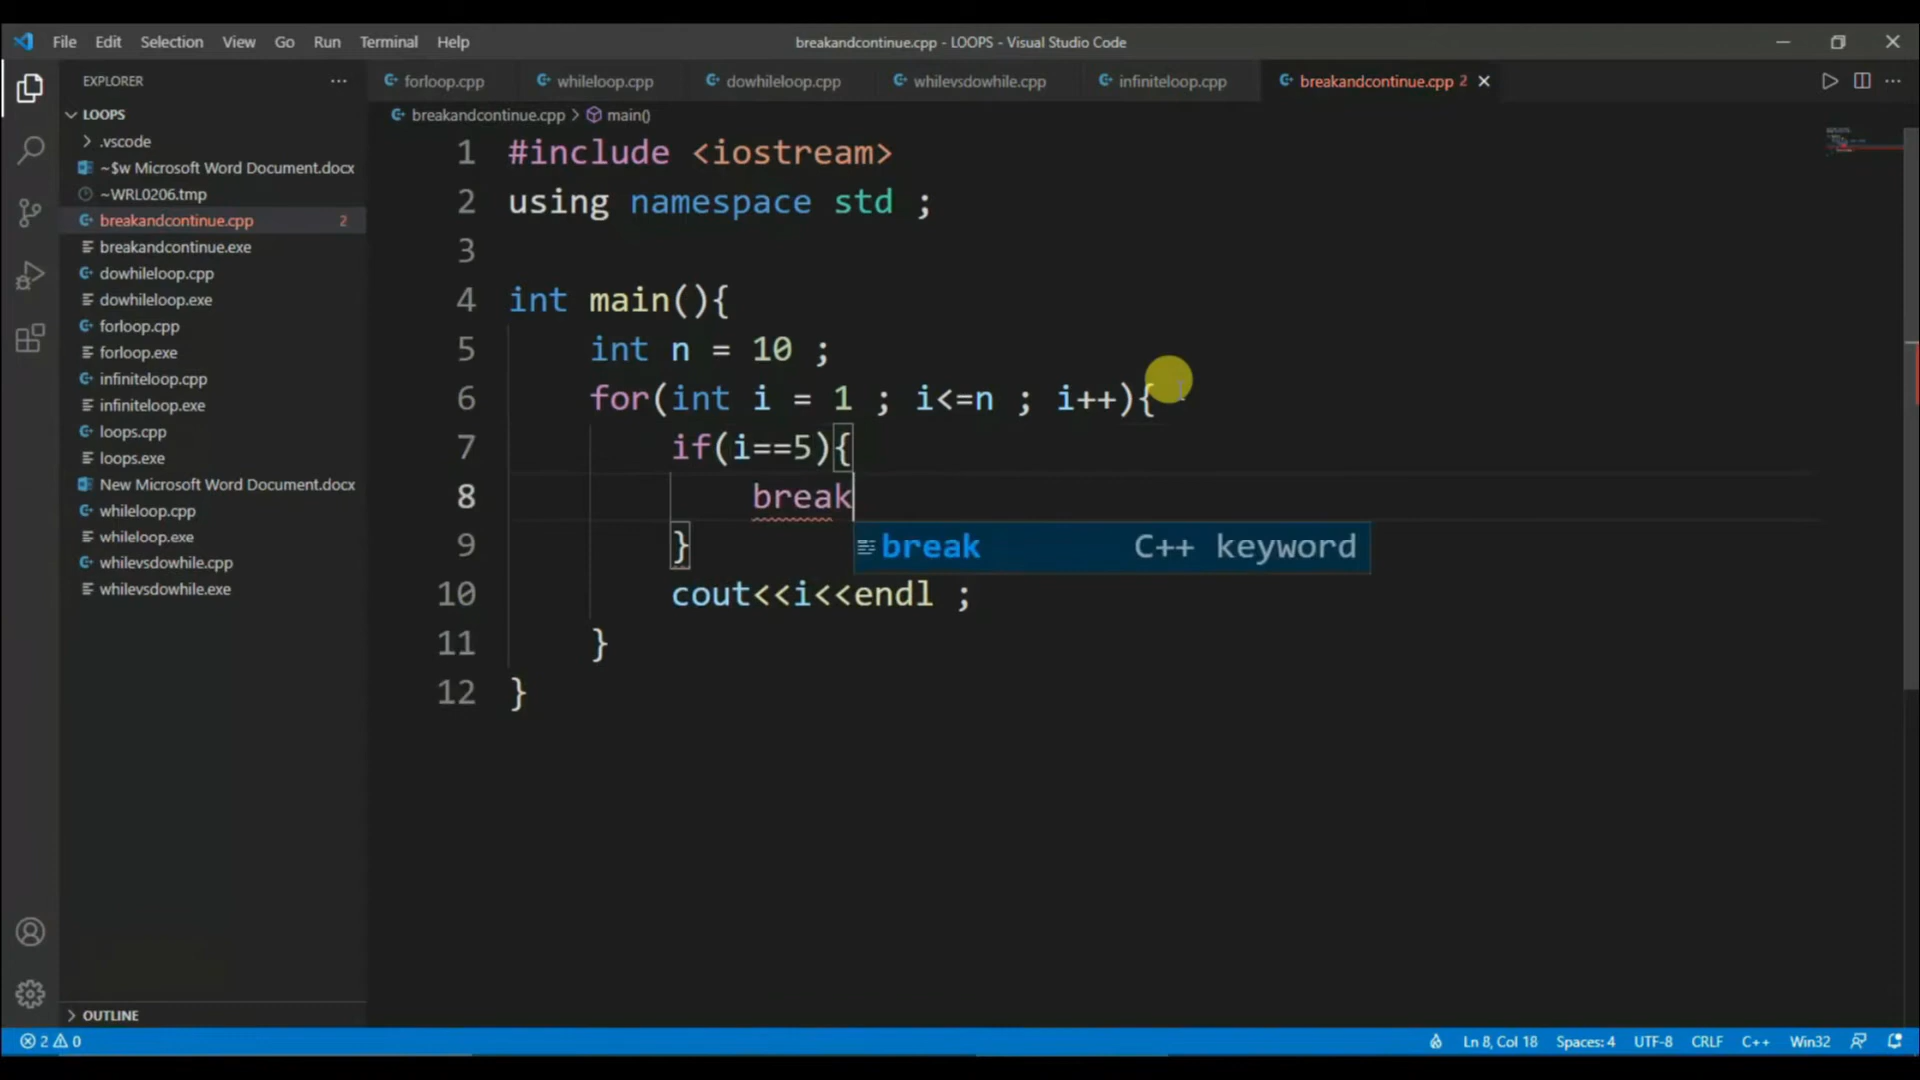 File Edit Selection View Go Run Terminal Help
breakandcontinue.cpp - LOOPS - Visual Studio Code
EXPLORER
LOOPS
.vscode
~$w Microsoft Word Document.docx
~WRL0206.tmp
breakandcontinue.cpp 2
breakandcontinue.exe
dowhileloop.cpp
dowhileloop.exe
forloop.cpp
forloop.exe
infiniteloop.cpp
infiniteloop.exe
loops.cpp
loops.exe
New Microsoft Word Document.docx
whileloop.cpp
whileloop.exe
whilevsdowhile.cpp
whilevsdowhile.exe
OUTLINE
forloop.cpp whileloop.cpp dowhileloop.cpp whilevsdowhile.cpp infiniteloop.cpp breakandcontinue.cpp 2
breakandcontinue.cpp > main()
1 #include <iostream>
2 using namespace std ;
3
4 int main(){
5 int n = 10 ;
6 for(int i = 1 ; i<=n ; i++){
7 if(i==5){
8 break
9 }
break C++ keyword
10 cout<<i<<endl ;
11 }
12 }
2 0
Ln 8, Col 18 Spaces: 4 UTF-8 CRLF C++ Win32